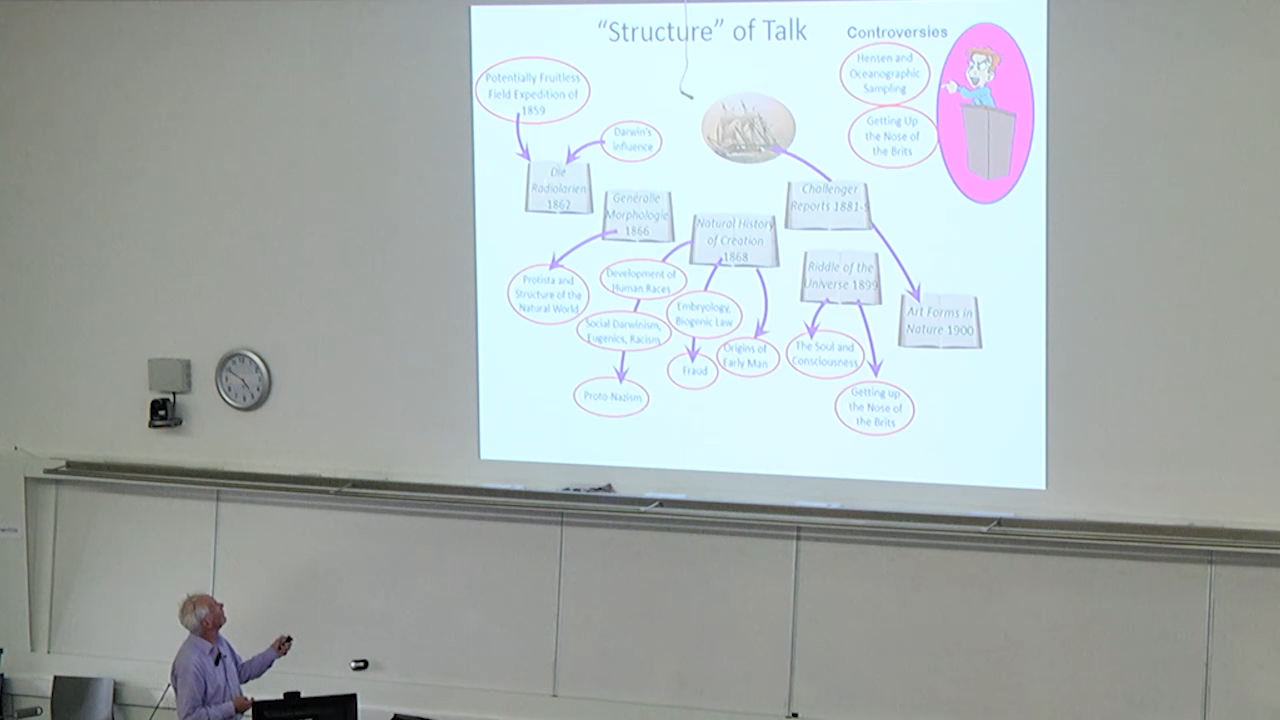 “Structure” of Talk
Controversies
Hensen and
Oceanographic
Sampling
Getting Up
the Nose of
the Brits
Potentially Fruitless
Field Expedition of
1859
Darwin's
influence
Die
Radiolarien
1862
Generalle
Morphologie
1866
Natural History
of Creation
1868
Challenger
Reports 1881-9
Riddle of the
Universe 1899
Art Forms in
Nature 1900
Protista and
Structure of the
Natural World
Development of
Human Races
Social Darwinism,
Eugenics, Racism
Proto-Nazism
Embryology,
Biogenic Law
Fraud
Origins of
Early Man
The Soul and
Consciousness
Getting up
the Nose of
the Brits